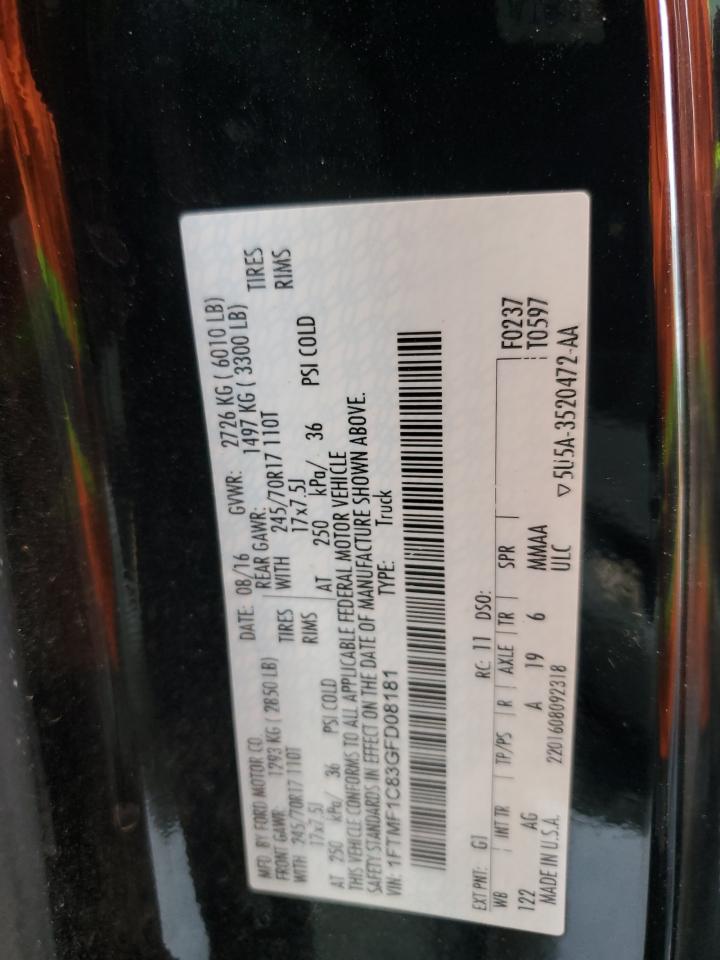 MFD. BY FORD MOTOR CO. DATE: 08/16 GVWR: 2726 KG ( 6010 LB)
FRONT GAWR: 1293 KG ( 2850 LB) REAR GAWR: 1497 KG ( 3300 LB)
WITH 245/70R17 110T TIRES WITH 245/70R17 110T TIRES
17x7.5J RIMS 17x7.5J RIMS
AT 250 kPa/ 36 PSI COLD AT 250 kPa/ 36 PSI COLD
THIS VEHICLE CONFORMS TO ALL APPLICABLE FEDERAL MOTOR VEHICLE
SAFETY STANDARDS IN EFFECT ON THE DATE OF MANUFACTURE SHOWN ABOVE.
VIN: 1FTMF1C83GFD08181 TYPE: Truck
EXT PNT: G1 RC: 11 DSO: F0237
WB INT TR TP/PS R AXLE TR SPR T0597
122 AG A 19 6 MMAA
MADE IN U.S.A. 2201608092318 ULC ▽5U5A-3520472-AA